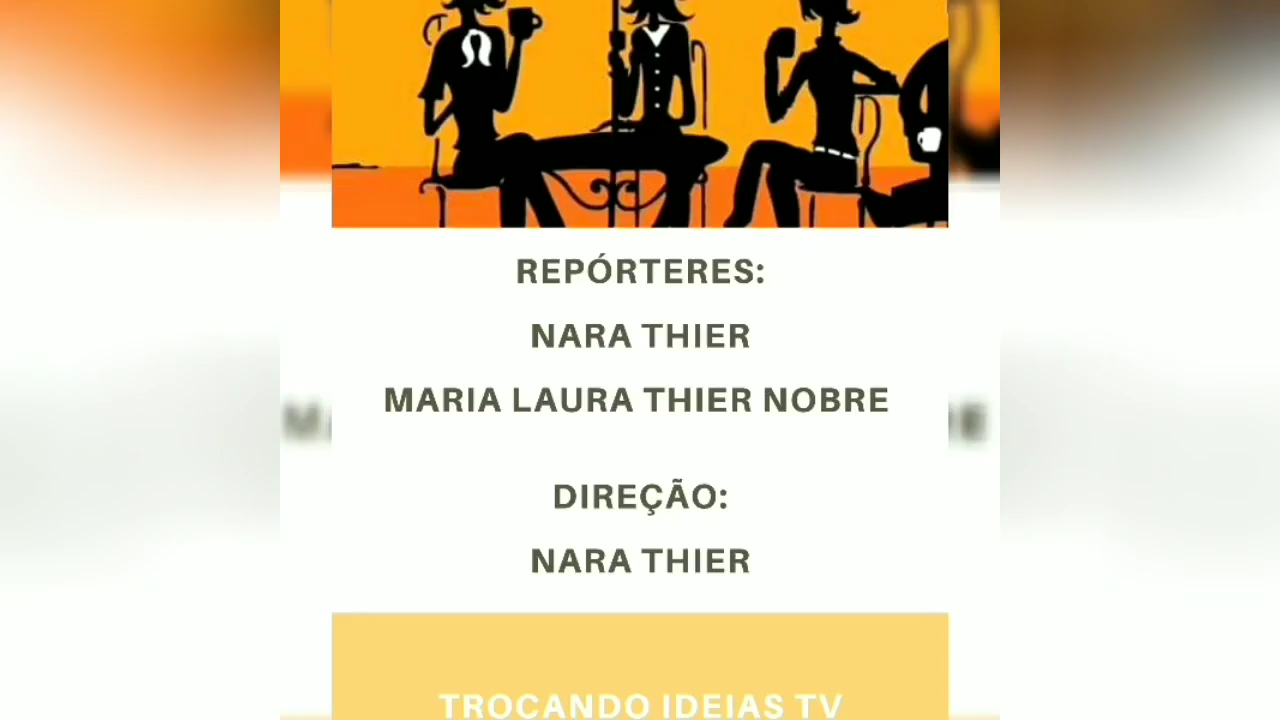 REPÓRTERES:
NARA THIER
MARIA LAURA THIER NOBRE
DIREÇÃO:
NARA THIER
TROCANDO IDEIAS TV